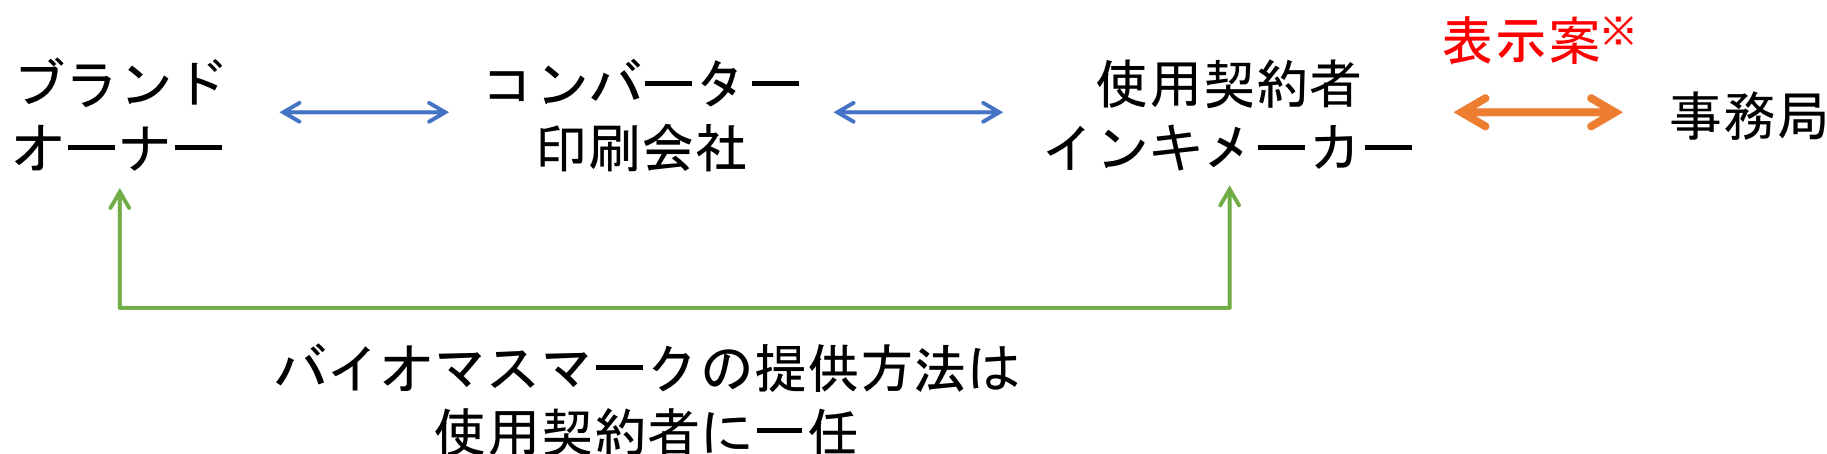 ブランド
オーナー
コンバーター
印刷会社
使用契約者
インキメーカー
表示案※
事務局
バイオマスマークの提供方法は
使用契約者に一任